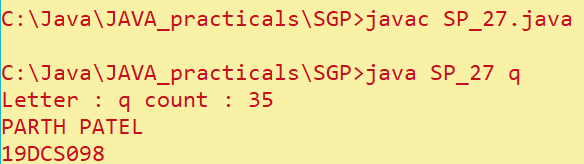 C:\Java\JAVA_practicals\SGP>javac SP_27.java
C:\Java\JAVA_practicals\SGP>java SP_27 q
Letter : q count : 35
PARTH PATEL
19DCS098